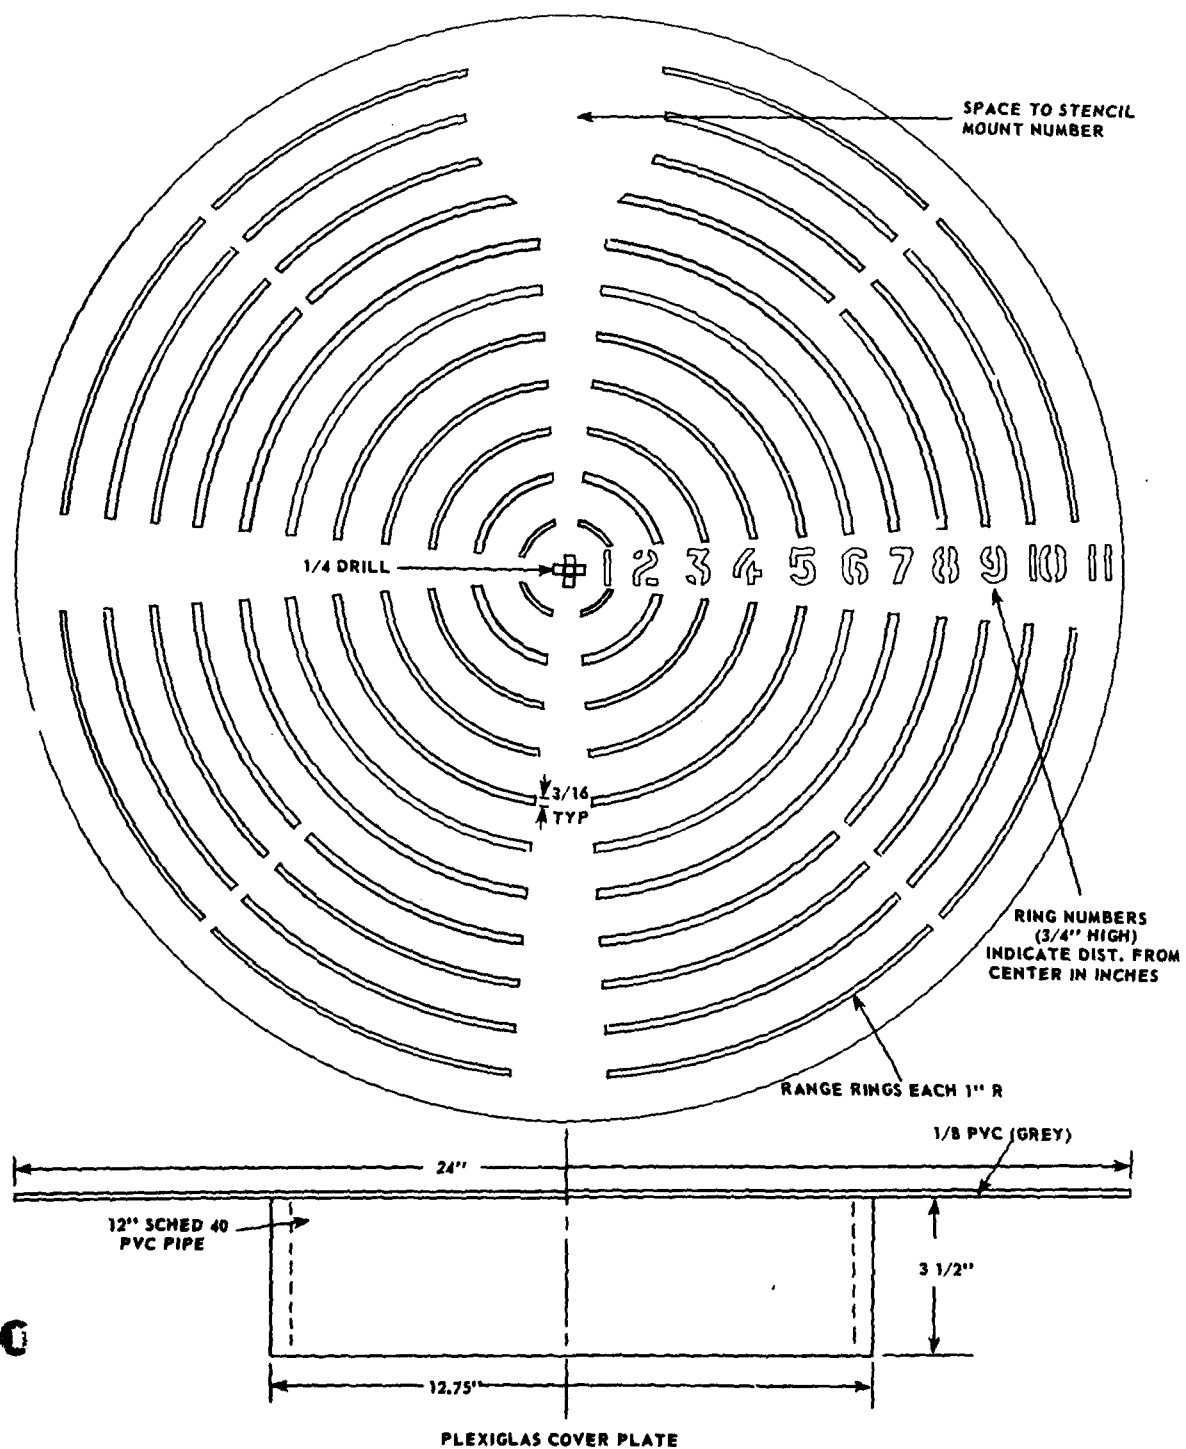 SPACE TO STENCIL
MOUNT NUMBER
1/4 DRILL
1 2 3 4 5 6 7 8 9 10 11
3/16
TYP
RING NUMBERS
(3/4" HIGH)
INDICATE DIST. FROM
CENTER IN INCHES
RANGE RINGS EACH 1" R
1/8 PVC (GREY)
24"
12" SCHED 40
PVC PIPE
3 1/2"
12.75"
PLEXIGLAS COVER PLATE